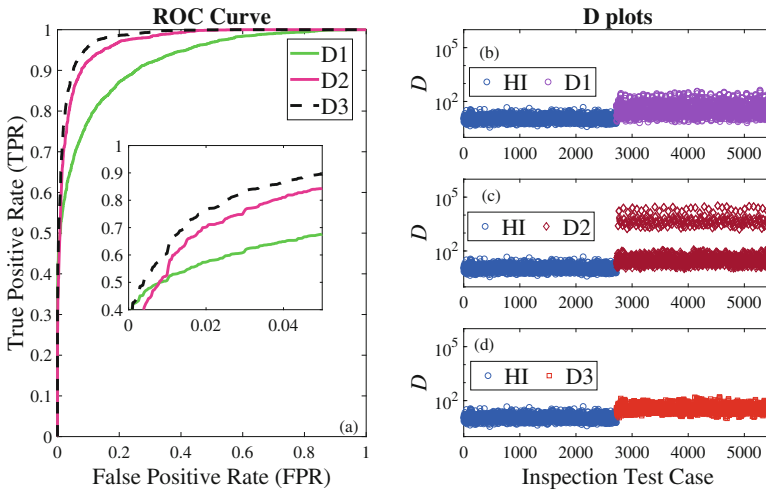 ROC Curve
True Positive Rate (TPR)
1
0.9
0.8
0.7
0.6
0.5
0.4
0.3
0.2
0.1
0
D1
D2
D3
1
0.9
0.8
0.7
0.6
0.5
0.4
0 0.02 0.04
(a)
0 0.2 0.4 0.6 0.8 1
False Positive Rate (FPR)
D plots
D
10^5
10^2
(b)
HI D1
0 1000 2000 3000 4000 5000
D
10^5
10^2
(c)
HI D2
0 1000 2000 3000 4000 5000
D
10^5
10^2
(d)
HI D3
0 1000 2000 3000 4000 5000
Inspection Test Case